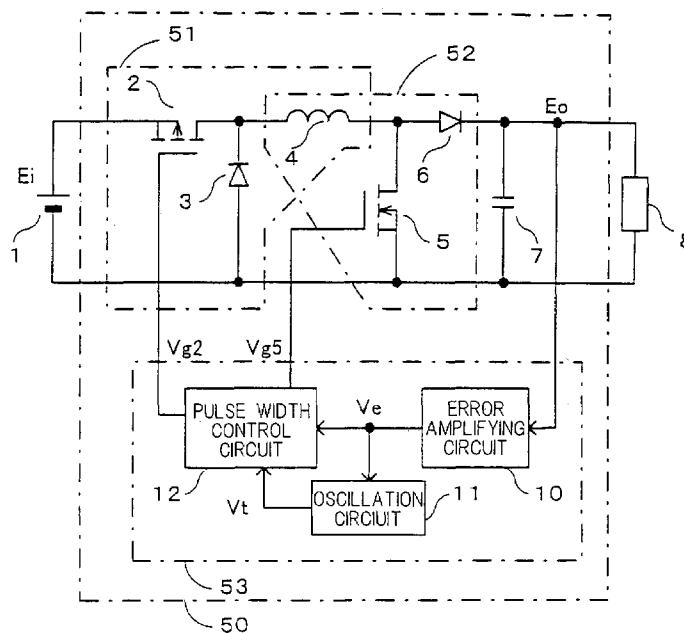 51
52
2
Eo
4
6
Ei
3
1
5
7
8
Vg2
Vg5
PULSE WIDTH
CONTROL
CIRCUIT
Ve
ERROR
AMPLIFYING
CIRCUIT
12
OSCILLATION
CIRCIUIT
11
10
Vt
53
50